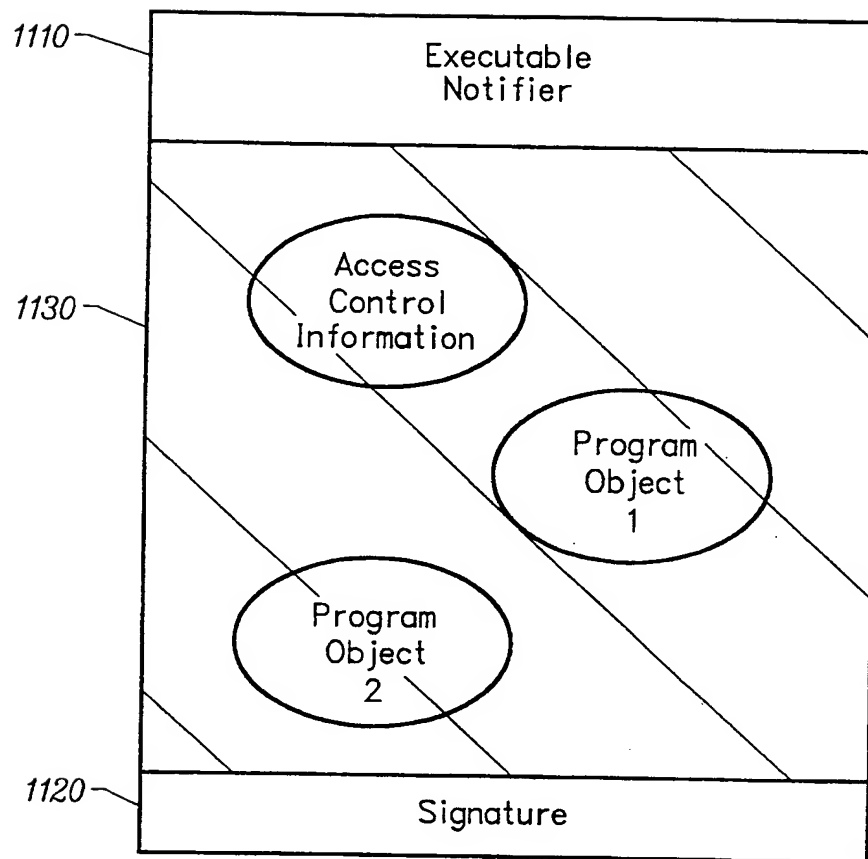 1110
Executable
Notifier
1130
Access
Control
Information
Program
Object
1
Program
Object
2
1120
Signature